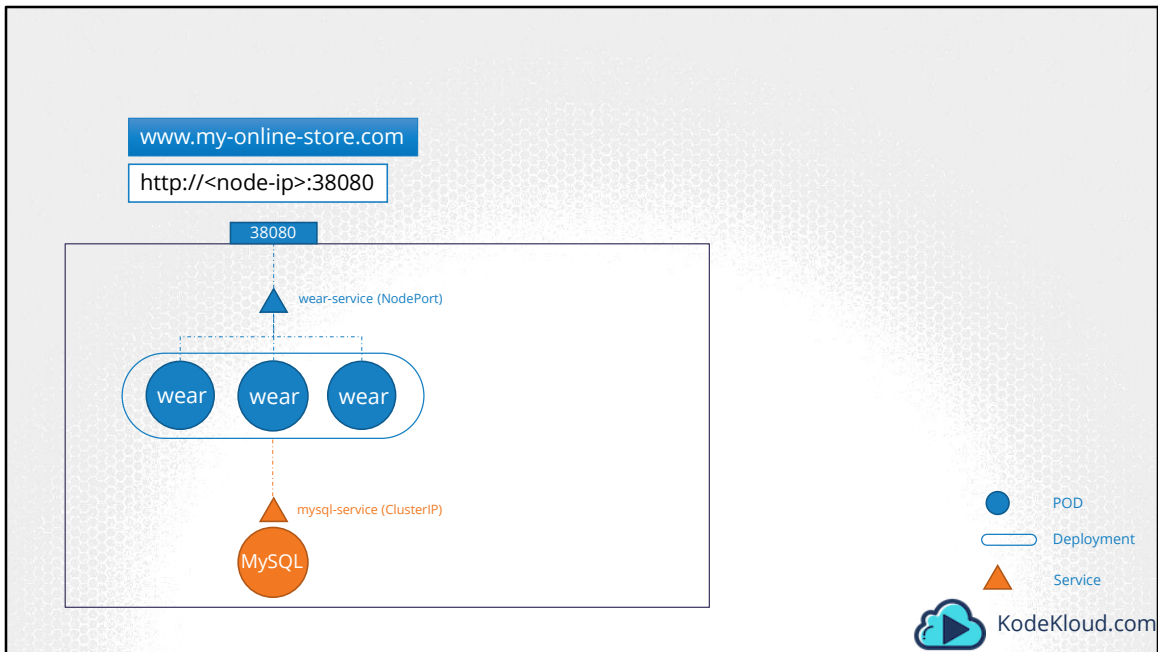 www.my-online-store.com
http://<node-ip>:38080
38080
wear-service (NodePort)
wear wear wear
mysql-service (ClusterIP)
MySQL
POD
Deployment
Service
KodeKloud.com